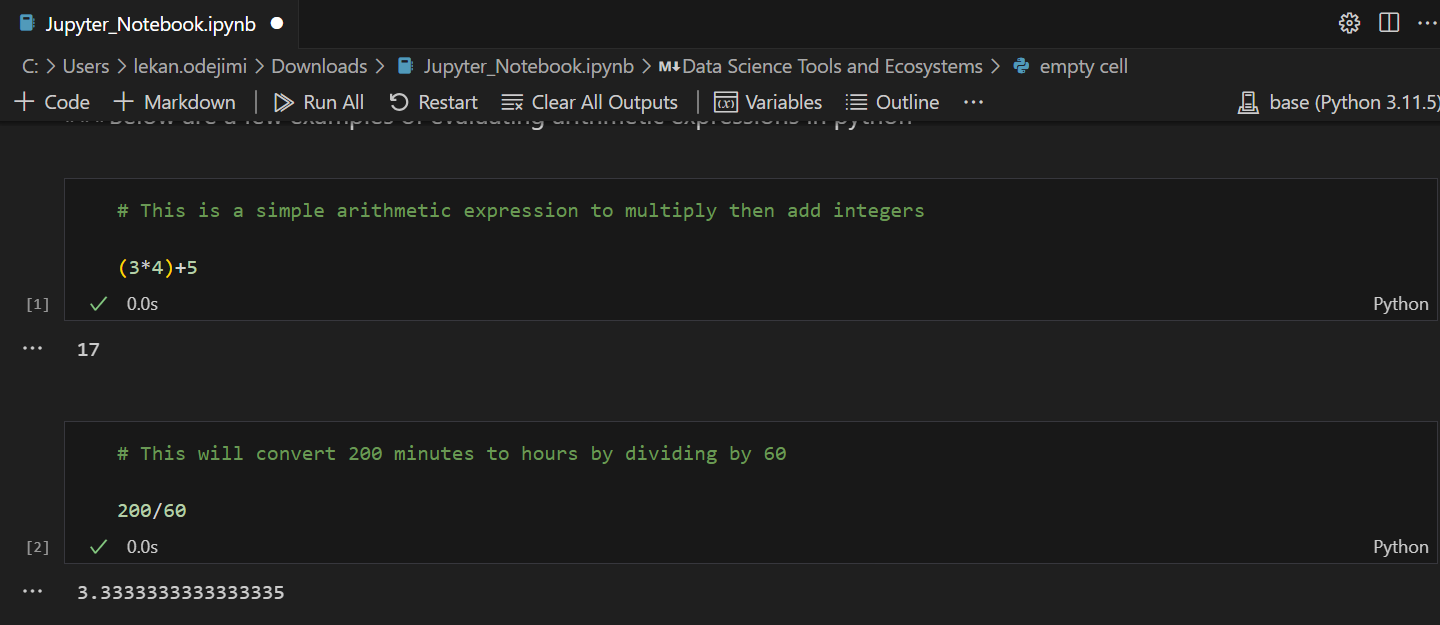 Jupyter_Notebook.ipynb
C: > Users > lekan.odejimi > Downloads > Jupyter_Notebook.ipynb > M↓Data Science Tools and Ecosystems > empty cell
+ Code + Markdown | Run All Restart Clear All Outputs | Variables Outline ··· base (Python 3.11.5)
###Below are a few examples of evaluating arithmetic expressions in python
# This is a simple arithmetic expression to multiply then add integers
(3*4)+5
[1] ✓ 0.0s Python
··· 17
# This will convert 200 minutes to hours by dividing by 60
200/60
[2] ✓ 0.0s Python
··· 3.3333333333333335